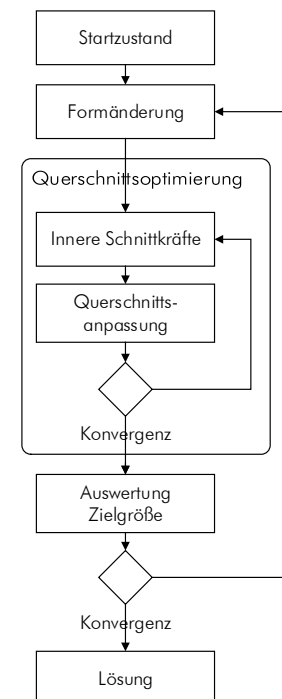 Startzustand
Formänderung
Querschnittsoptimierung
Innere Schnittkräfte
Querschnitts-
anpassung
Konvergenz
Auswertung
Zielgröße
Konvergenz
Lösung